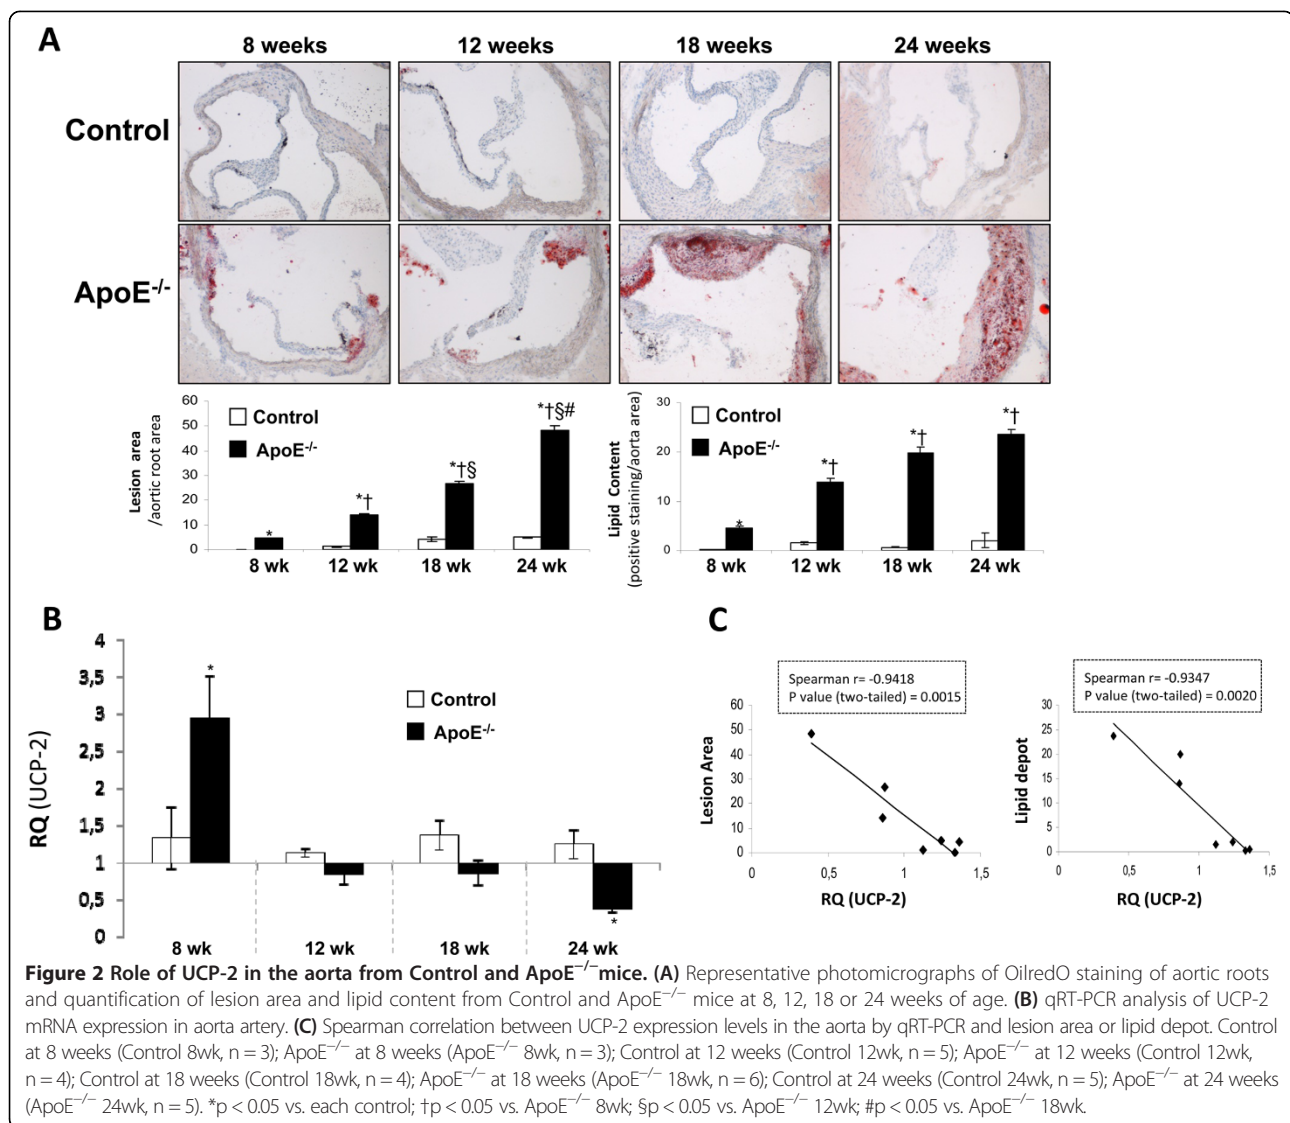 A
8 weeks 12 weeks 18 weeks 24 weeks
Control
ApoE-/-
Lesion area
/aortic root area
60
50
40
30
20
10
0
Control
ApoE-/-
*
*†
*†§
*†§#
8 wk 12 wk 18 wk 24 wk
Lipid Content
(positive staining/aorta area)
30
20
10
0
Control
ApoE-/-
*
*†
*†
*†
8 wk 12 wk 18 wk 24 wk
B
RQ (UCP-2)
4
3,5
3
2,5
2
1,5
1
0,5
0
*
Control
ApoE-/-
*
8 wk 12 wk 18 wk 24 wk
C
Spearman r= -0.9418
P value (two-tailed) = 0.0015
Lesion Area
60
50
40
30
20
10
0
0 0,5 1 1,5
RQ (UCP-2)
Spearman r= -0.9347
P value (two-tailed) = 0.0020
Lipid depot
30
25
20
15
10
5
0
0 0,5 1 1,5
RQ (UCP-2)
Figure 2 Role of UCP-2 in the aorta from Control and ApoE−/−mice. (A) Representative photomicrographs of OilredO staining of aortic roots
and quantification of lesion area and lipid content from Control and ApoE−/− mice at 8, 12, 18 or 24 weeks of age. (B) qRT-PCR analysis of UCP-2
mRNA expression in aorta artery. (C) Spearman correlation between UCP-2 expression levels in the aorta by qRT-PCR and lesion area or lipid depot. Control
at 8 weeks (Control 8wk, n = 3); ApoE−/− at 8 weeks (ApoE−/− 8wk, n = 3); Control at 12 weeks (Control 12wk, n = 5); ApoE−/− at 12 weeks (Control 12wk,
n = 4); Control at 18 weeks (Control 18wk, n = 4); ApoE−/− at 18 weeks (ApoE−/− 18wk, n = 6); Control at 24 weeks (Control 24wk, n = 5); ApoE−/− at 24 weeks
(ApoE−/− 24wk, n = 5). *p < 0.05 vs. each control; †p < 0.05 vs. ApoE−/− 8wk; §p < 0.05 vs. ApoE−/− 12wk; #p < 0.05 vs. ApoE−/− 18wk.